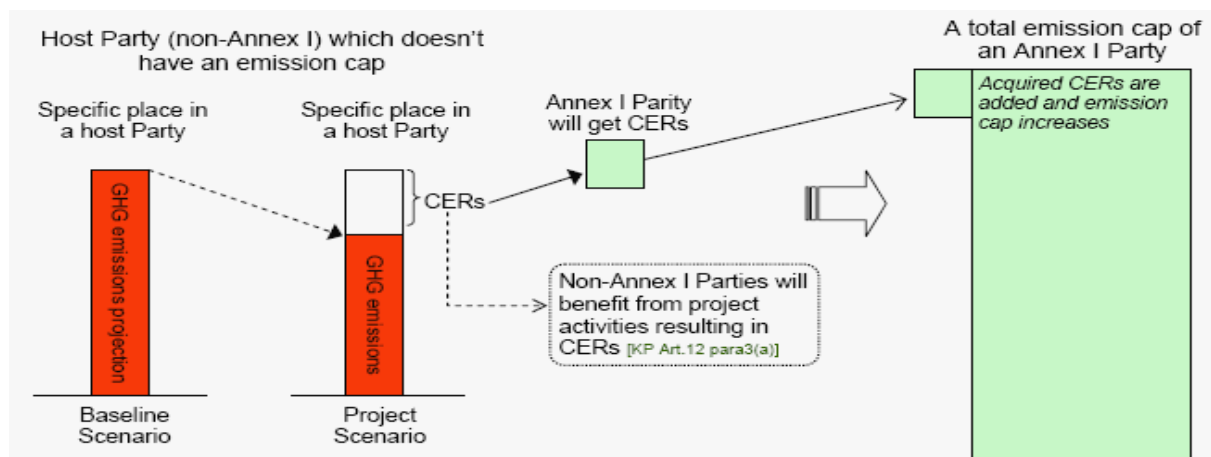 Host Party (non-Annex I) which doesn't
have an emission cap
Specific place in
a host Party
GHG emissions projection
Baseline
Scenario
Specific place in
a host Party
CERs
GHG emissions
Project
Scenario
Annex I Parity
will get CERs
Non-Annex I Parties will
benefit from project
activities resulting in
CERs [KP Art.12 para3(a)]
A total emission cap of
an Annex I Party
Acquired CERs are
added and emission
cap increases